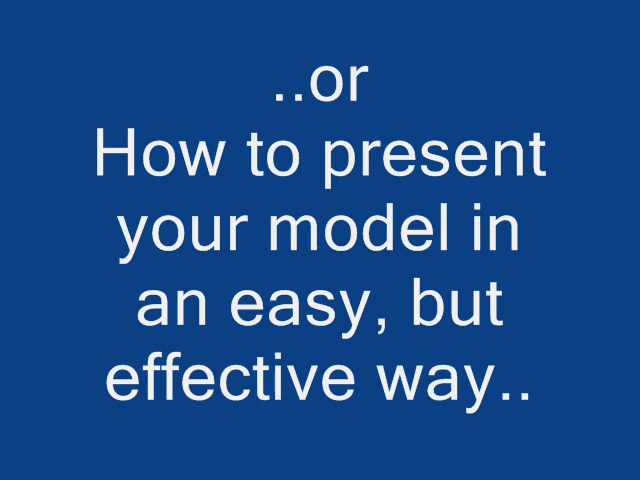 ..or
How to present
your model in
an easy, but
effective way..